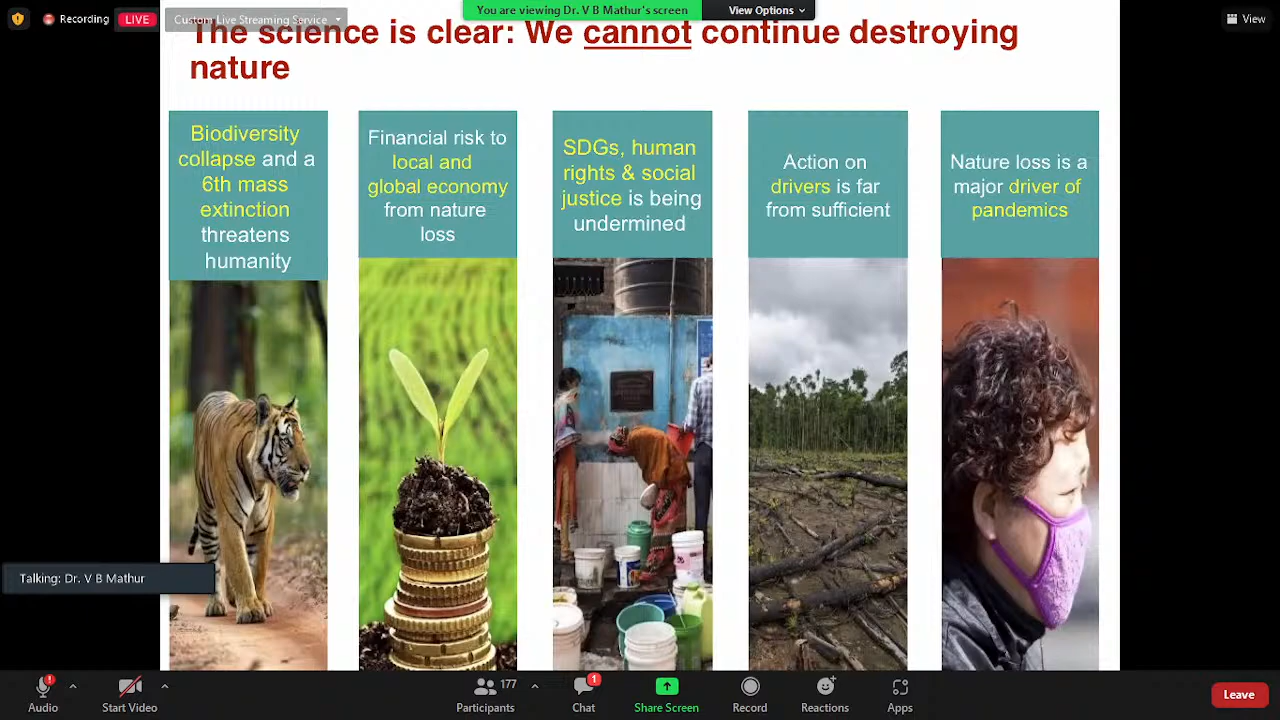 Recording
LIVE
Custom Live Streaming Service
You are viewing Dr. V B Mathur's screen
View Options
View
The science is clear: We cannot continue destroying
nature
Biodiversity
collapse and a
6th mass
extinction
threatens
humanity
Financial risk to
local and
global economy
from nature
loss
SDGs, human
rights & social
justice is being
undermined
Action on
drivers is far
from sufficient
Nature loss is a
major driver of
pandemics
Talking: Dr. V B Mathur
Audio
Start Video
177
Participants
1
Chat
Share Screen
Record
Reactions
Apps
Leave